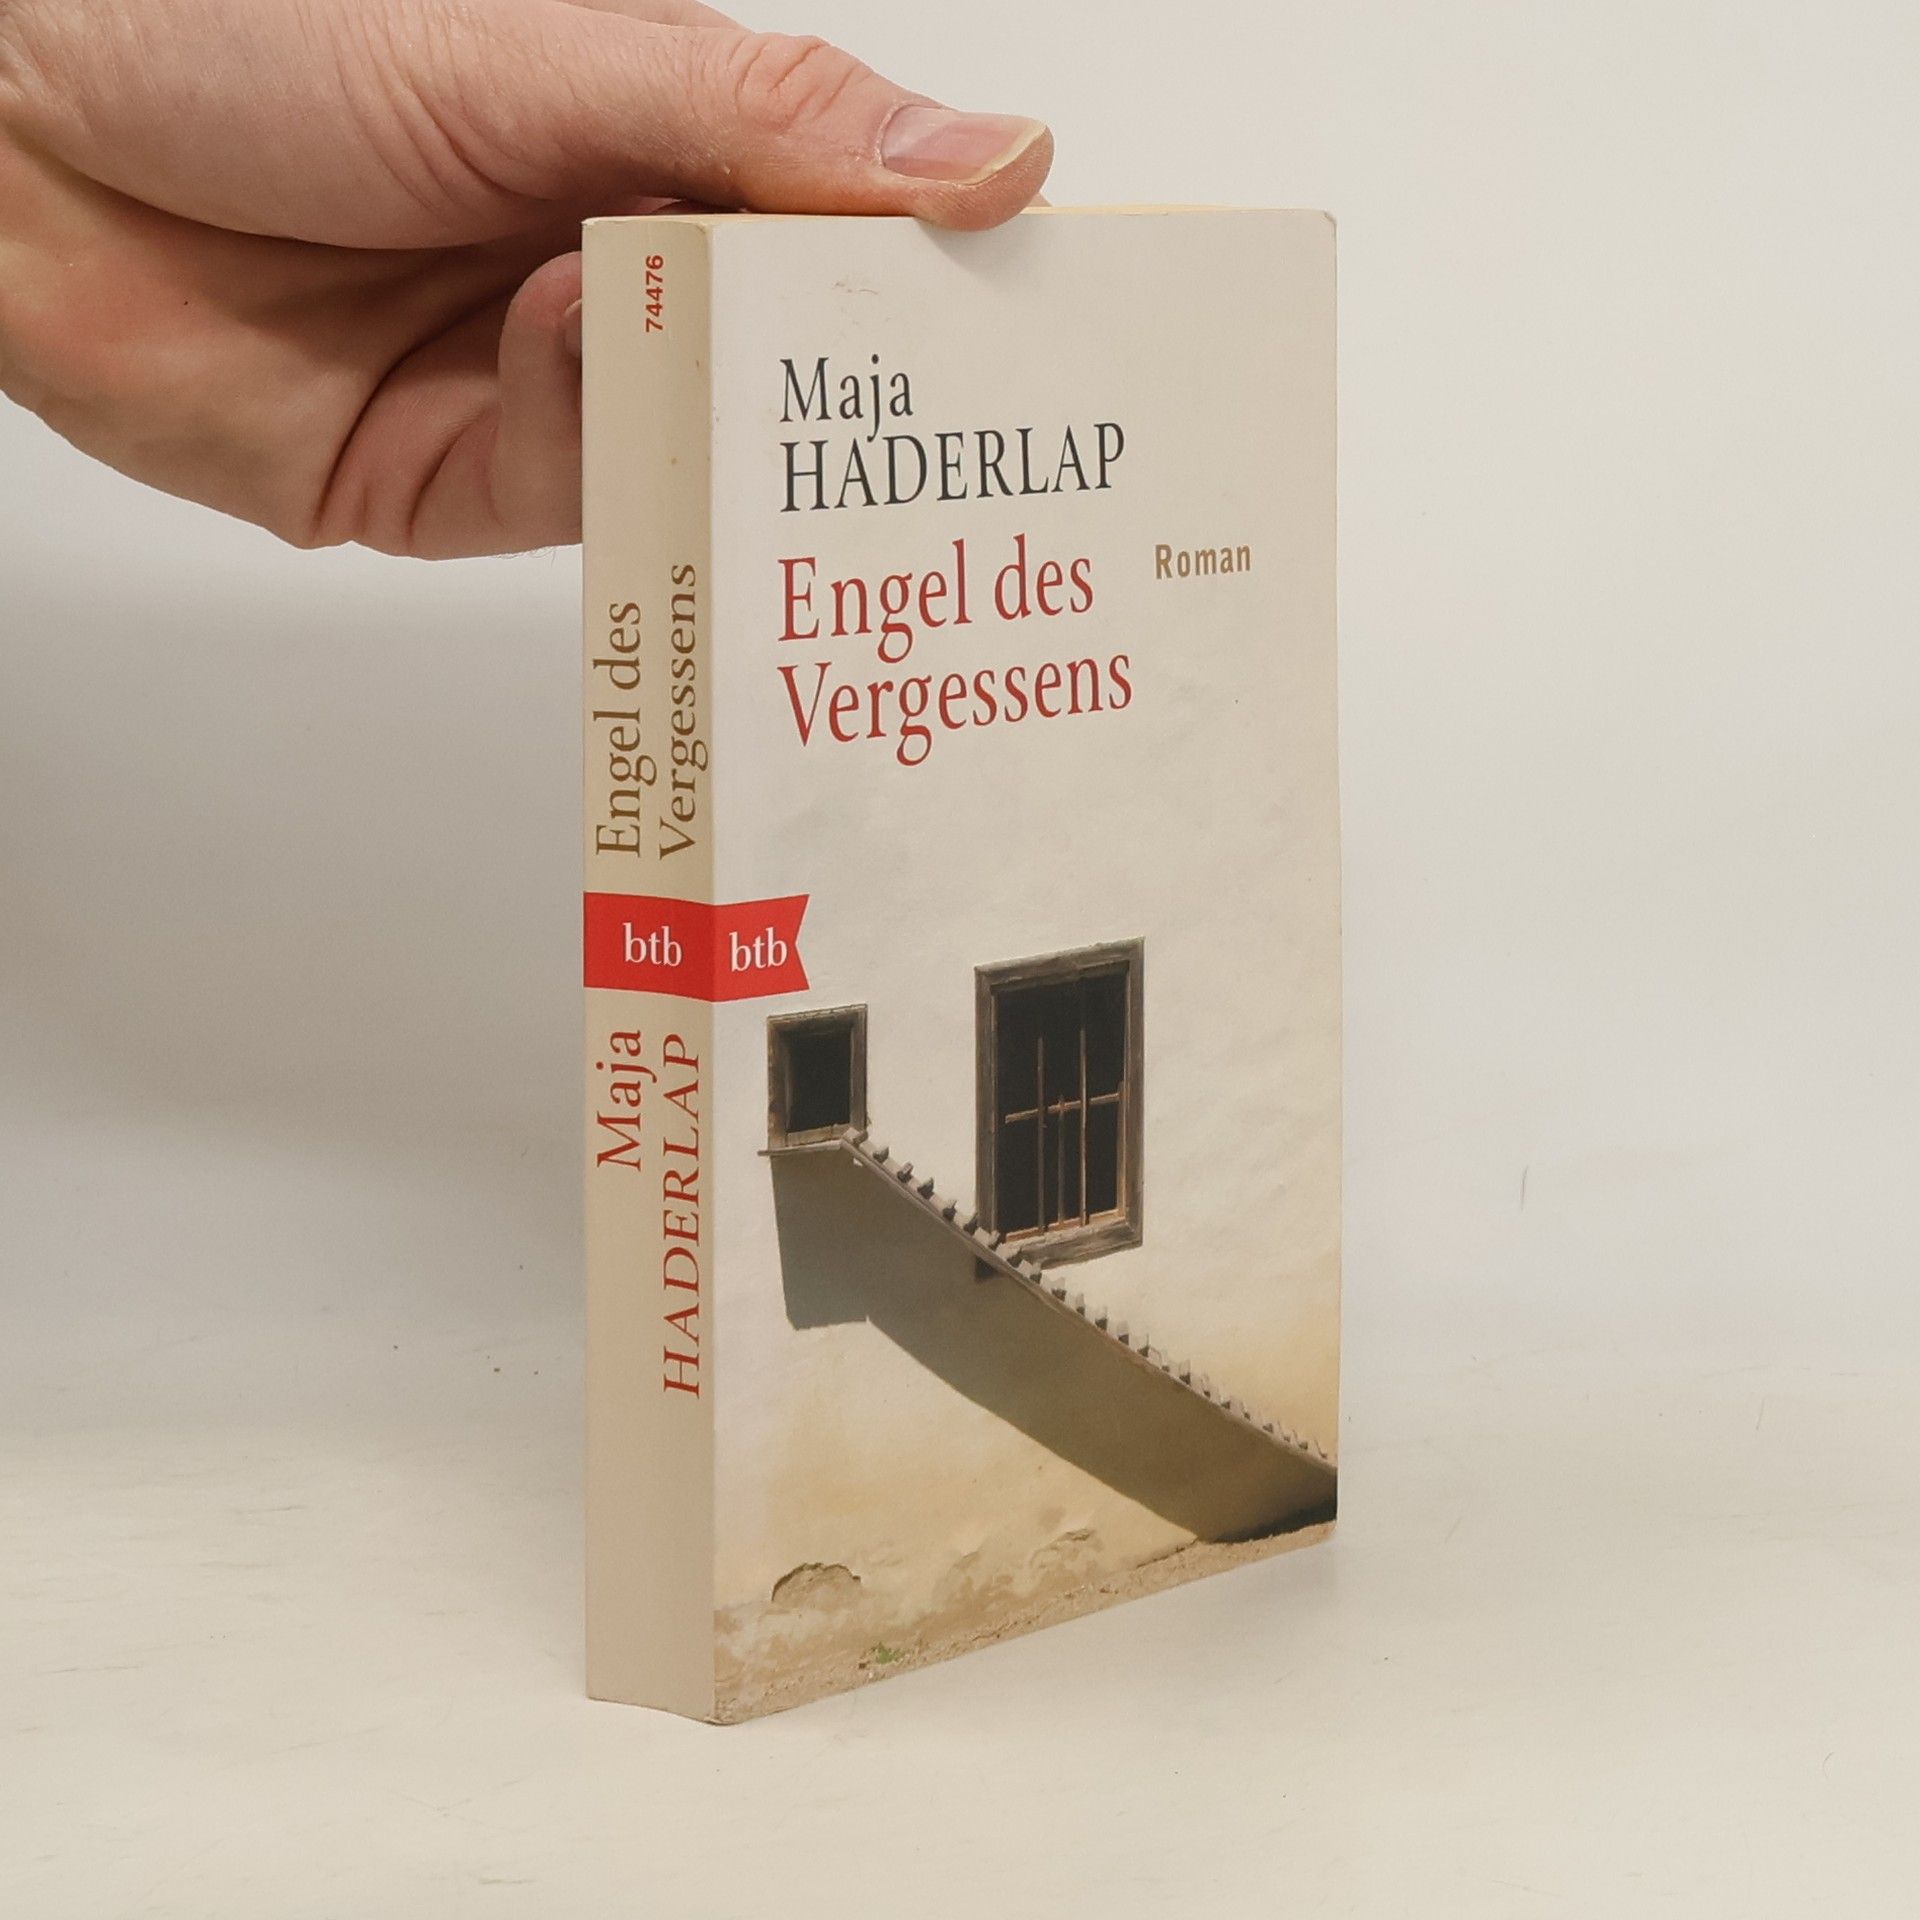 74476
Engel des
Vergessens
btb
Maja
HADERLAP
Maja
HADERLAP
Engel des
Vergessens
Roman
btb